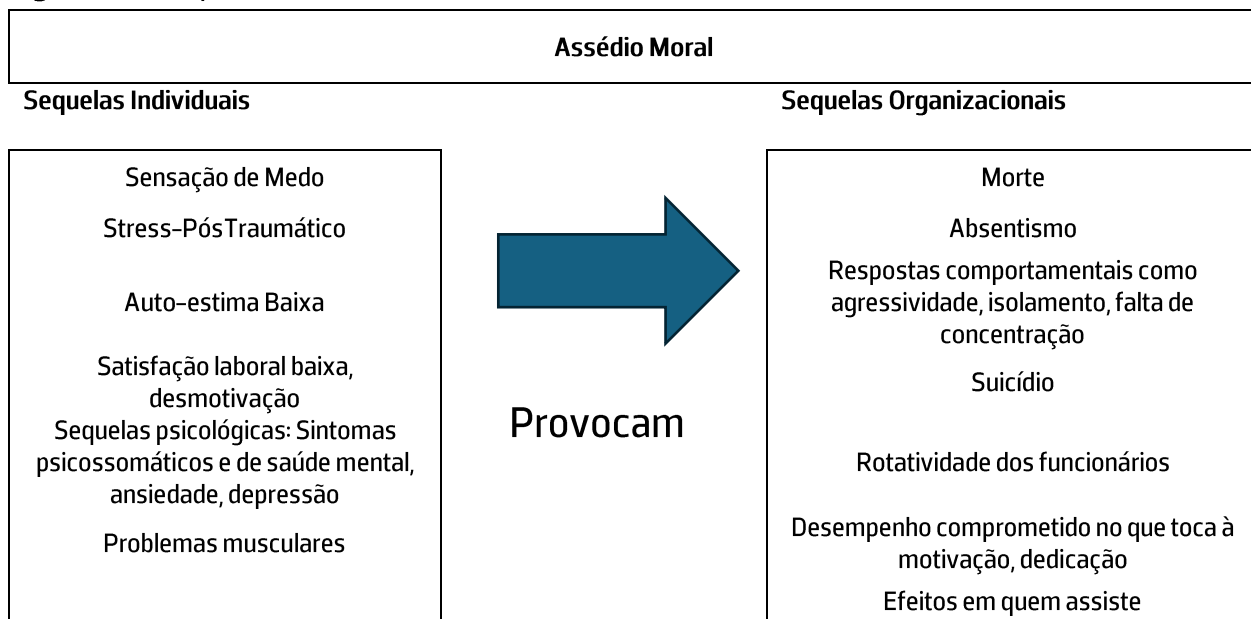 Assédio Moral
Sequelas Individuais
Sequelas Organizacionais
Sensação de Medo
Stress-PósTraumático
Auto-estima Baixa
Satisfação laboral baixa,
desmotivação
Sequelas psicológicas: Sintomas
psicossomáticos e de saúde mental,
ansiedade, depressão
Problemas musculares
Provocam
Morte
Absentismo
Respostas comportamentais como
agressividade, isolamento, falta de
concentração
Suicídio
Rotatividade dos funcionários
Desempenho comprometido no que toca à
motivação, dedicação
Efeitos em quem assiste